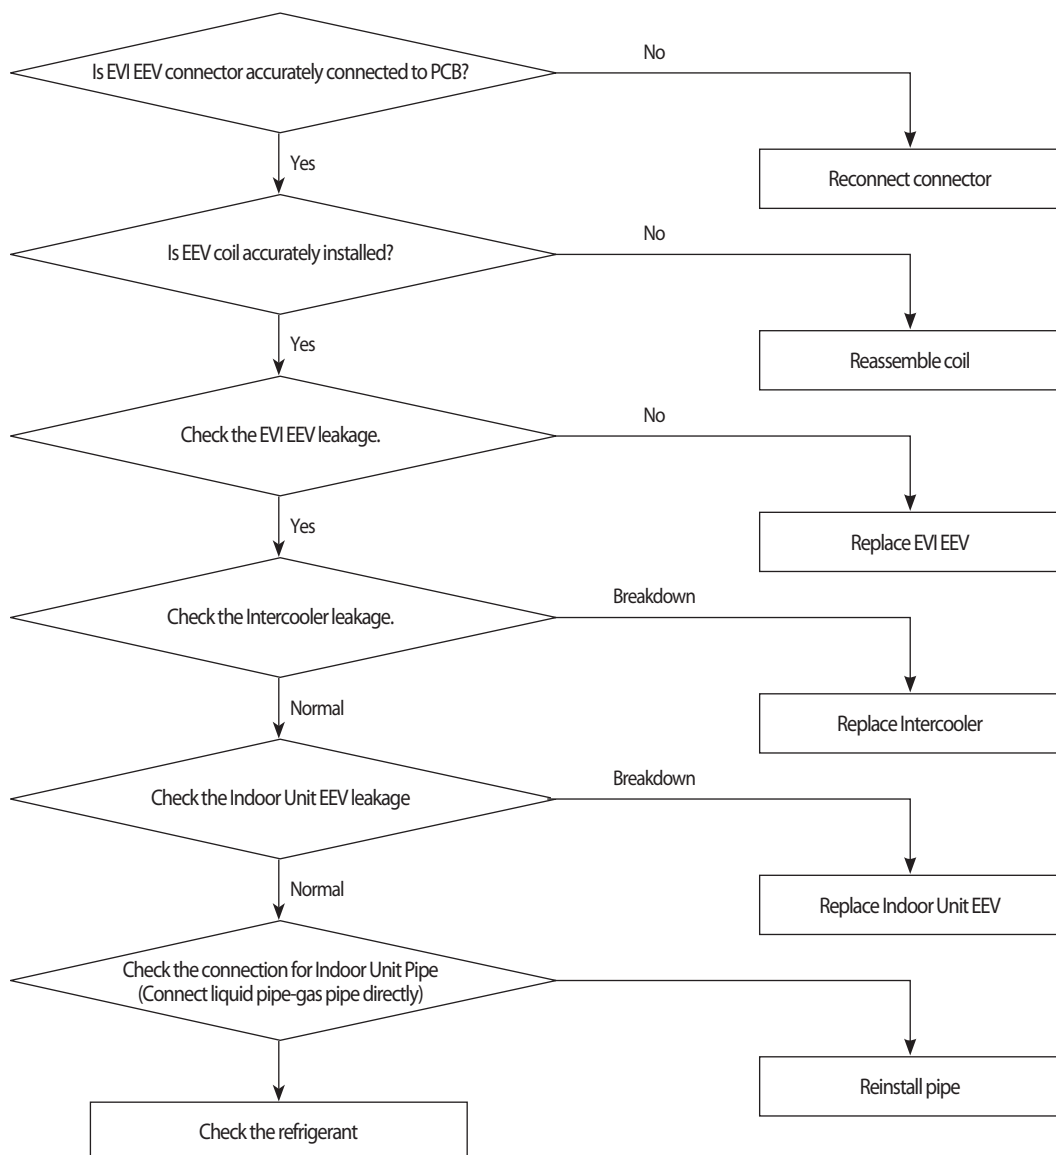 Is EVI EEV connector accurately connected to PCB?
No
Yes
Reconnect connector
Is EEV coil accurately installed?
No
Yes
Reassemble coil
Check the EVI EEV leakage.
No
Yes
Replace EVI EEV
Check the Intercooler leakage.
Breakdown
Normal
Replace Intercooler
Check the Indoor Unit EEV leakage
Breakdown
Normal
Replace Indoor Unit EEV
Check the connection for Indoor Unit Pipe
(Connect liquid pipe-gas pipe directly)
Reinstall pipe
Check the refrigerant